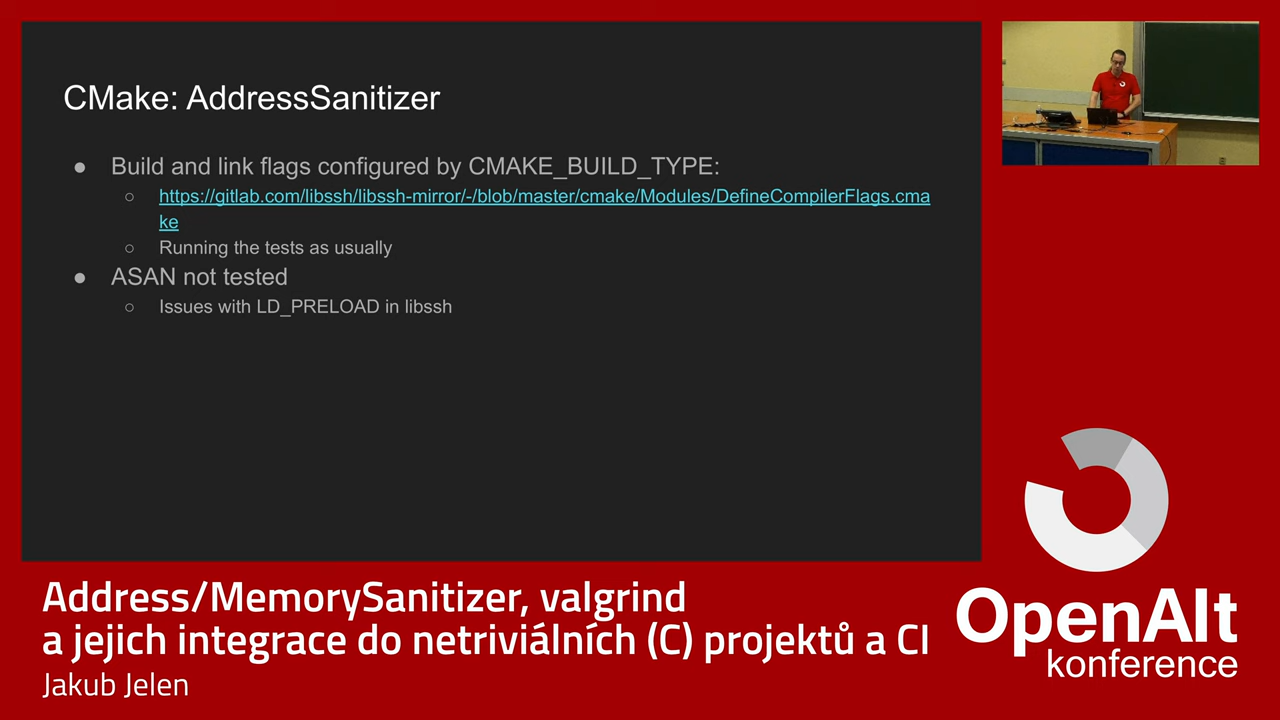 CMake: AddressSanitizer
● Build and link flags configured by CMAKE_BUILD_TYPE:
○ https://gitlab.com/libssh/libssh-mirror/-/blob/master/cmake/Modules/DefineCompilerFlags.cma
ke
○ Running the tests as usually
● ASAN not tested
○ Issues with LD_PRELOAD in libssh
Address/MemorySanitizer, valgrind
a jejich integrace do netriviálních (C) projektů a CI
Jakub Jelen
OpenAlt
konference